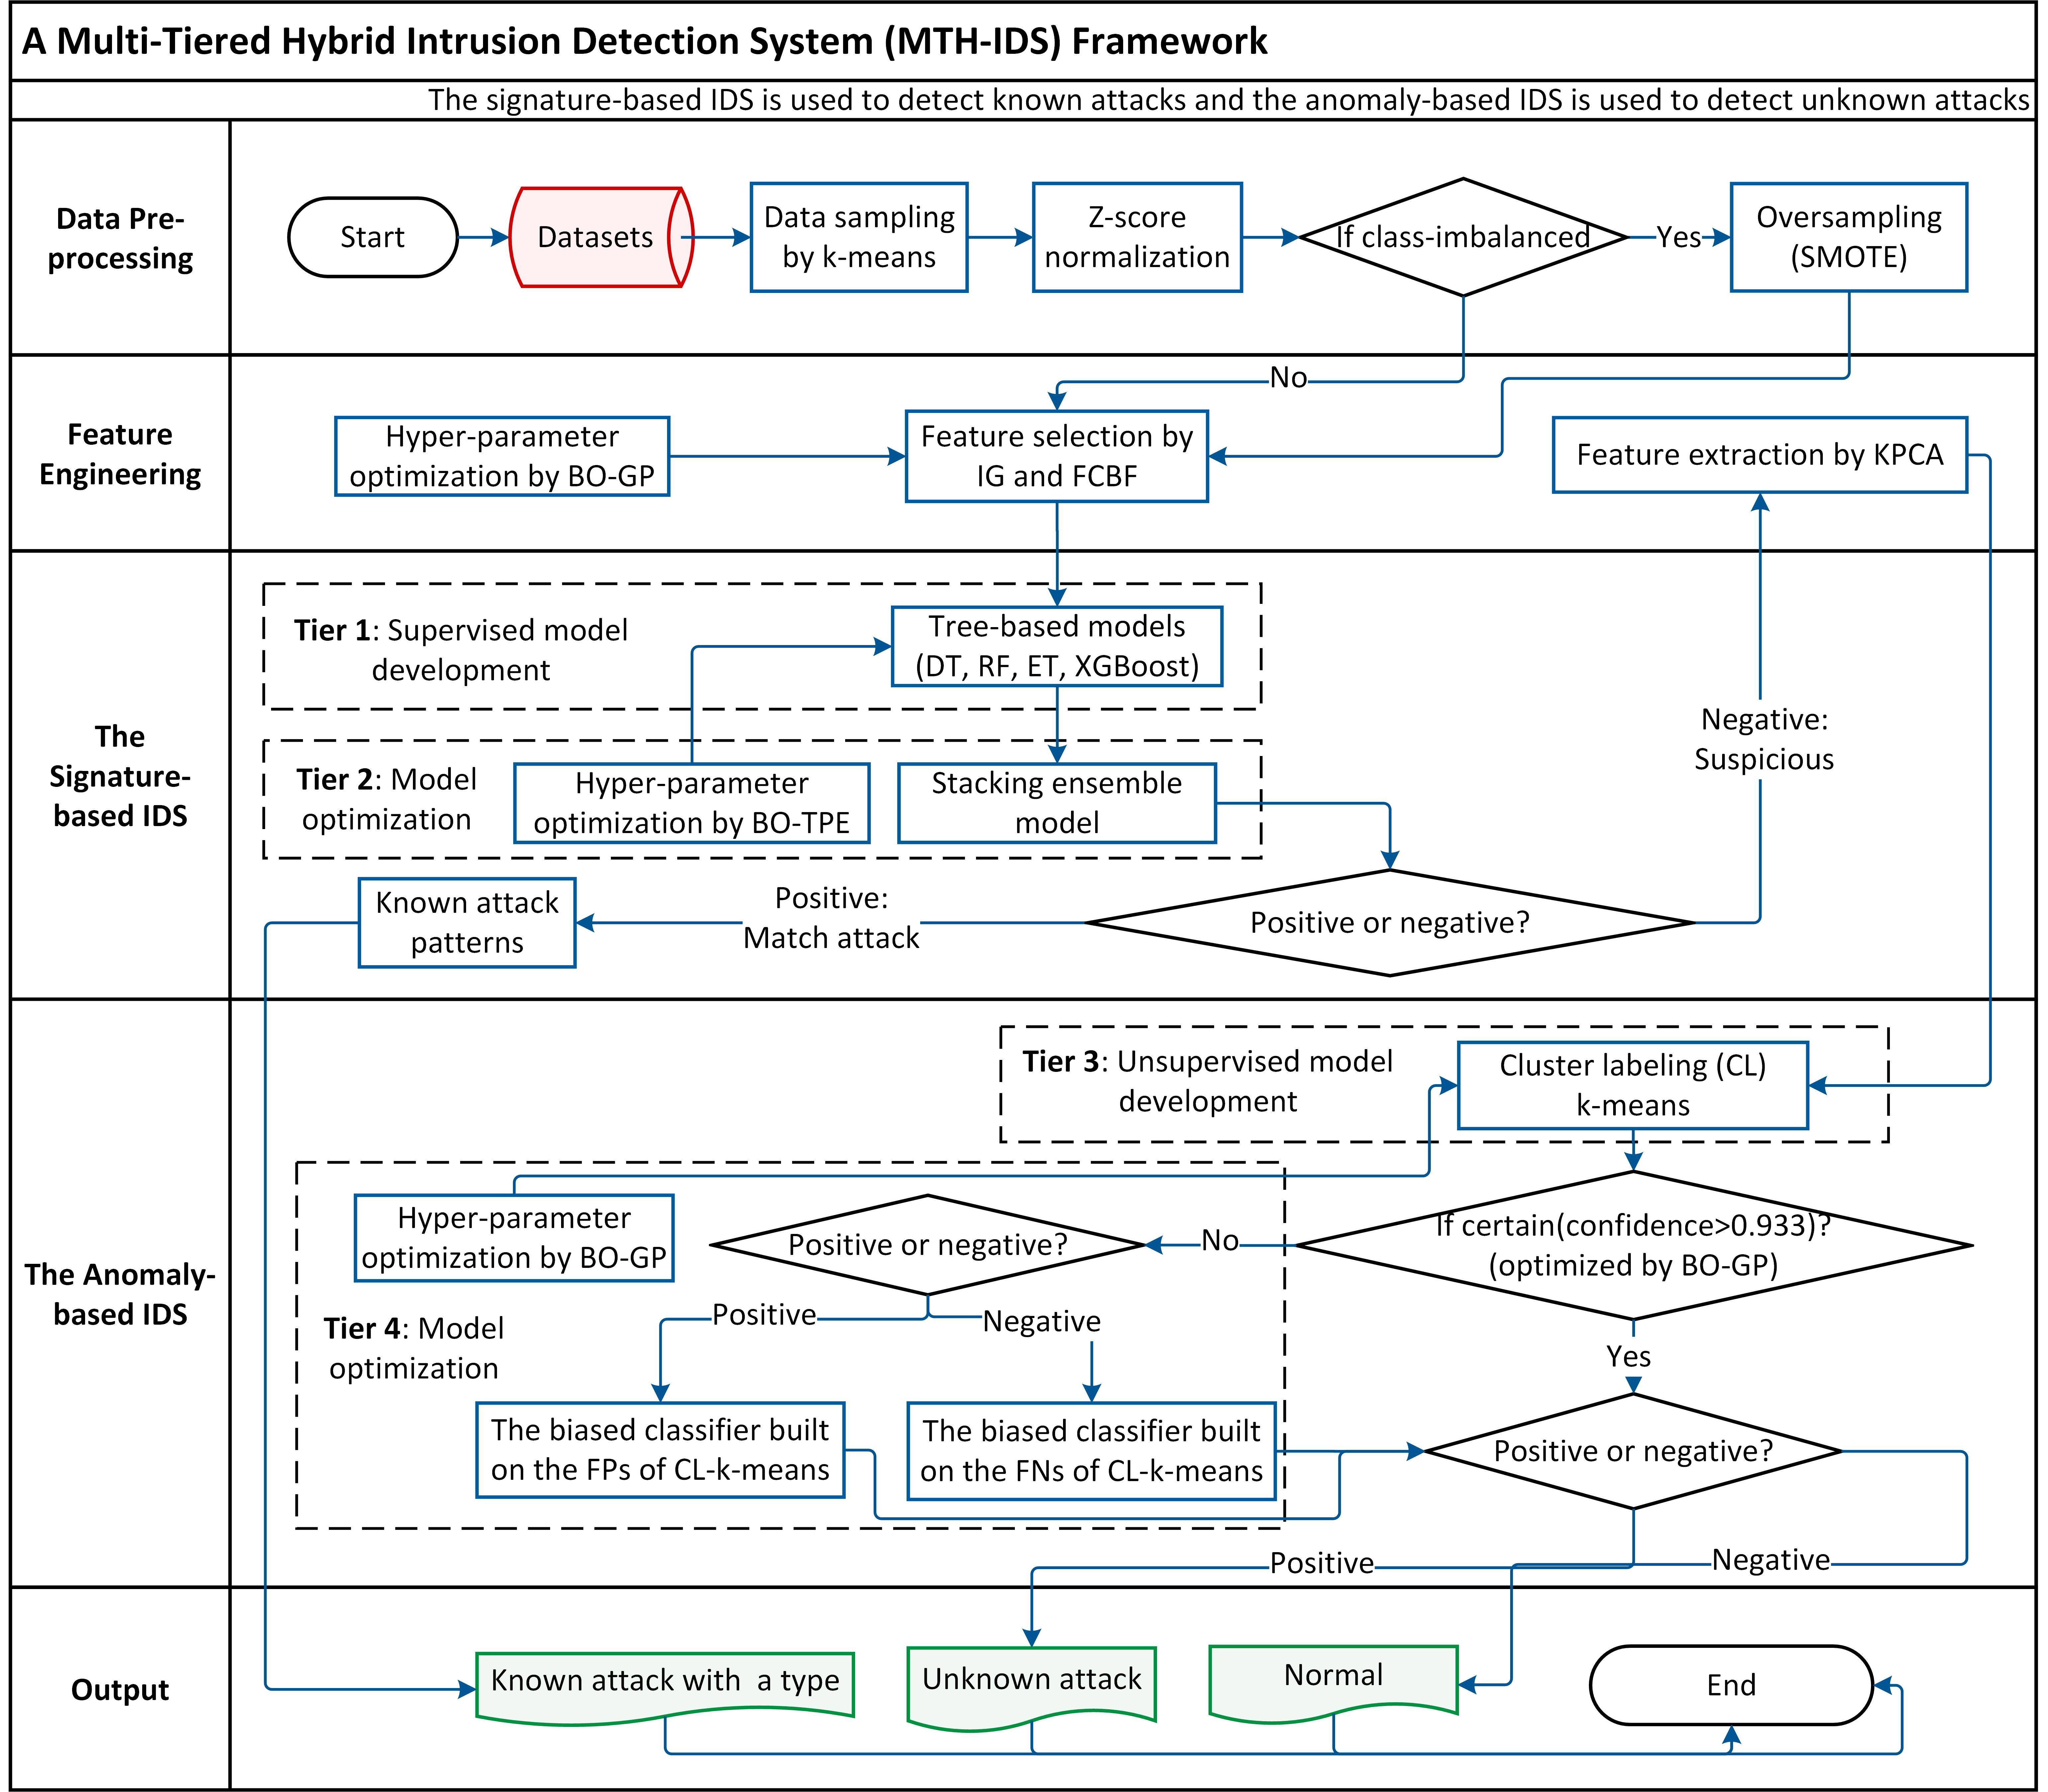 A Multi-Tiered Hybrid Intrusion Detection System (MTH-IDS) Framework
The signature-based IDS is used to detect known attacks and the anomaly-based IDS is used to detect unknown attacks
Data Pre-
processing
Start
Datasets
Data sampling
by k-means
Z-score
normalization
If class-imbalanced
Yes
Oversampling
(SMOTE)
No
Feature
Engineering
Hyper-parameter
optimization by BO-GP
Feature selection by
IG and FCBF
Feature extraction by KPCA
The
Signature-
based IDS
Tier 1: Supervised model
development
Tree-based models
(DT, RF, ET, XGBoost)
Tier 2: Model
optimization
Hyper-parameter
optimization by BO-TPE
Stacking ensemble
model
Negative:
Suspicious
Known attack
patterns
Positive:
Match attack
Positive or negative?
The Anomaly-
based IDS
Tier 3: Unsupervised model
development
Cluster labeling (CL)
k-means
Hyper-parameter
optimization by BO-GP
Positive or negative?
No
If certain(confidence>0.933)?
(optimized by BO-GP)
Tier 4: Model
optimization
Positive
Negative
Yes
The biased classifier built
on the FPs of CL-k-means
The biased classifier built
on the FNs of CL-k-means
Positive or negative?
Positive
Negative
Output
Known attack with  a type
Unknown attack
Normal
End